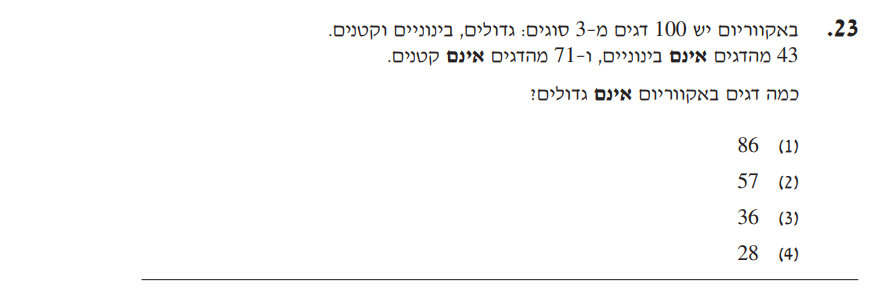 23. באקווריום יש 100 דגים מ-3 סוגים: גדולים, בינוניים וקטנים.
43 מהדגים אינם בינוניים, ו-71 מהדגים אינם קטנים.
כמה דגים באקווריום אינם גדולים?
(1) 86
(2) 57
(3) 36
(4) 28